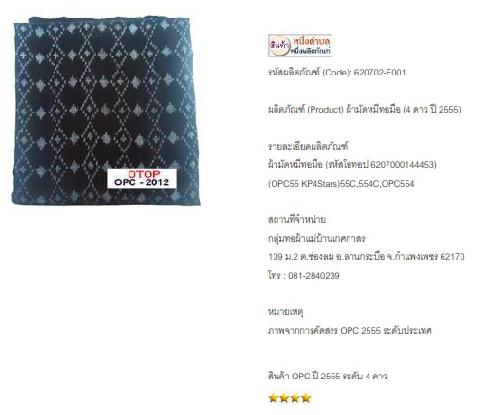 OTOP
OPC - 2012
สินค้า
หนึ่งตำบล
หนึ่งผลิตภัณฑ์
รหัสผลิตภัณฑ์ (Code): 620702-E001
ผลิตภัณฑ์ (Product) ผ้ามัดหมี่ทอมือ (4 ดาว ปี 2555)
รายละเอียดผลิตภัณฑ์
ผ้ามัดหมี่ทอมือ (รหัสโอทอป 6207000144453)
(OPC55 KP4Stars)55C,554C,OPC554
สถานที่จำหน่าย
กลุ่มทอผ้าแม่บ้านเกศกาสร
139 ม.2 ต.ช่องลม อ.ลานกระบือ จ.กำแพงเพชร 62170
โทร : 081-2840239
หมายเหตุ
ภาพจากการคัดสรร OPC 2555 ระดับประเทศ
สินค้า OPC ปี 2555 ระดับ 4 ดาว